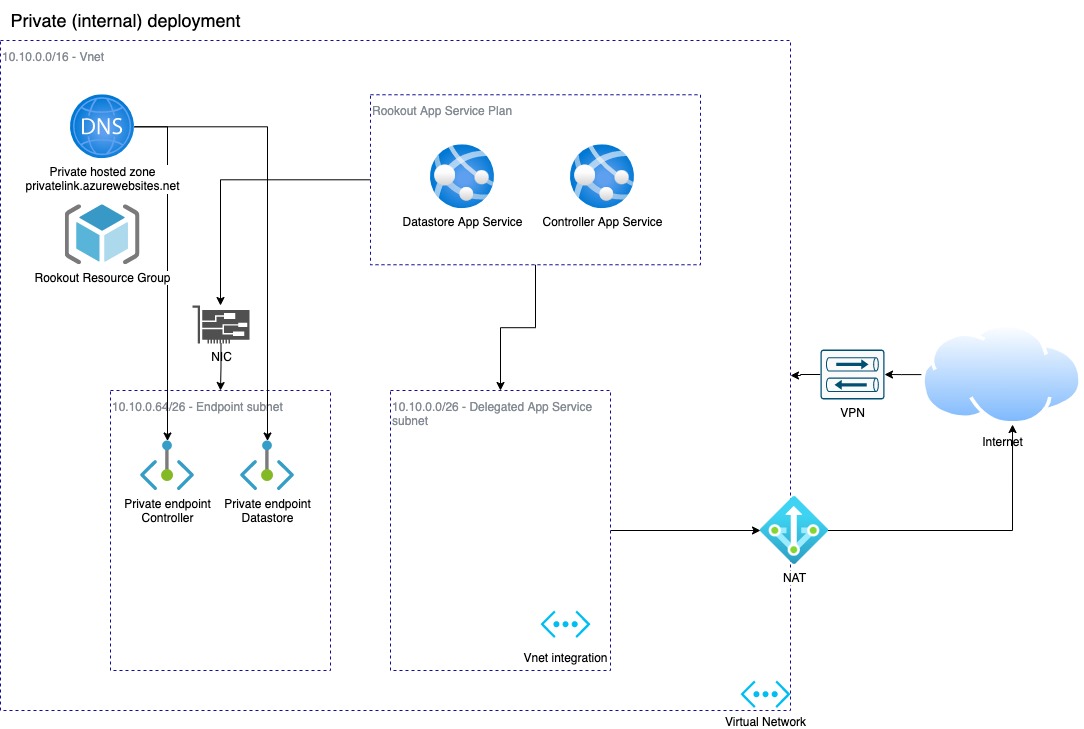 Private (internal) deployment
10.10.0.0/16 - Vnet
DNS
Private hosted zone
privatelink.azurewebsites.net
Rookout Resource Group
Rookout App Service Plan
Datastore App Service
Controller App Service
NIC
10.10.0.64/26 - Endpoint subnet
Private endpoint
Controller
Private endpoint
Datastore
10.10.0.0/26 - Delegated App Service
subnet
Vnet integration
VPN
Internet
NAT
Virtual Network